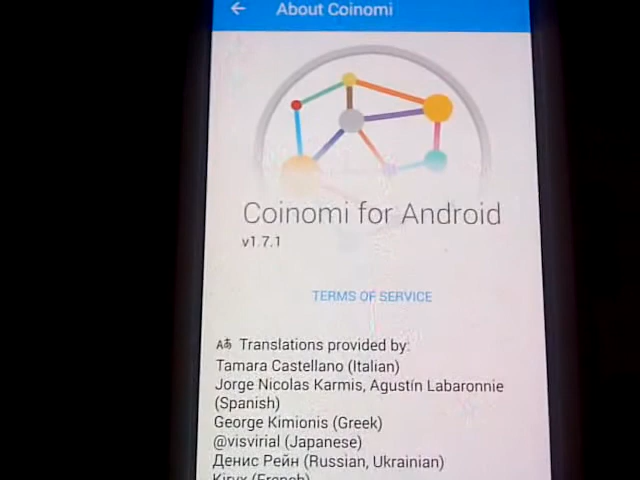 About Coinomi
Coinomi for Android
v1.7.1
TERMS OF SERVICE
Translations provided by:
Tamara Castellano (Italian)
Jorge Nicolas Karmis, Agustín Labaronnie
(Spanish)
George Kimionis (Greek)
@visvirial (Japanese)
Денис Рейн (Russian, Ukrainian)